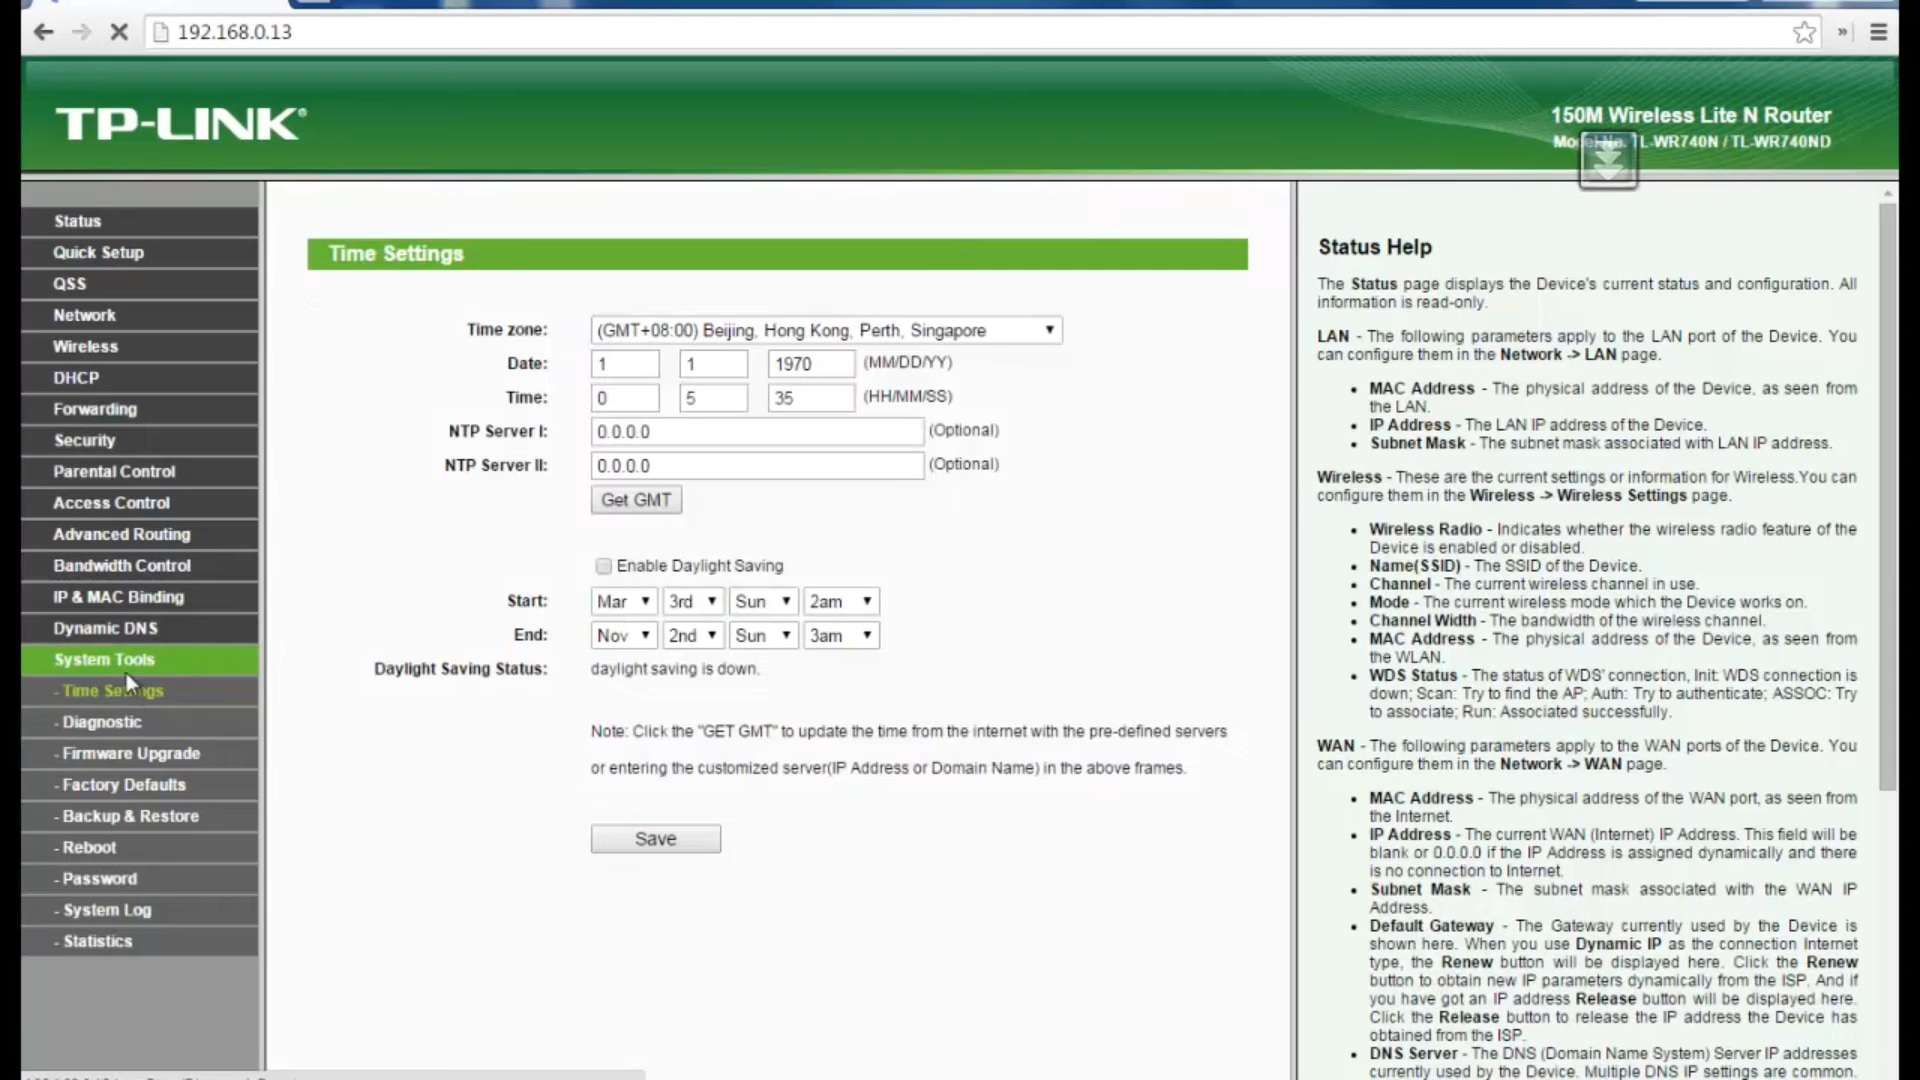 192.168.0.13
»
TP-LINK®
150M Wireless Lite N Router
TL-WR740N / TL-WR740ND
Status
Quick Setup
QSS
Network
Wireless
DHCP
Forwarding
Security
Parental Control
Access Control
Advanced Routing
Bandwidth Control
IP & MAC Binding
Dynamic DNS
System Tools
- Time Settings
- Diagnostic
- Firmware Upgrade
- Factory Defaults
- Backup & Restore
- Reboot
- Password
- System Log
- Statistics
Time Settings
Time zone: (GMT+08:00) Beijing, Hong Kong, Perth, Singapore
Date: 1 1 1970 (MM/DD/YY)
Time: 0 5 35 (HH/MM/SS)
NTP Server I: 0.0.0.0 (Optional)
NTP Server II: 0.0.0.0 (Optional)
Get GMT
Enable Daylight Saving
Start: Mar 3rd Sun 2am
End: Nov 2nd Sun 3am
Daylight Saving Status: daylight saving is down.
Note: Click the "GET GMT" to update the time from the internet with the pre-defined servers
or entering the customized server(IP Address or Domain Name) in the above frames.
Save
Status Help
The Status page displays the Device's current status and configuration. All
information is read-only.
LAN - The following parameters apply to the LAN port of the Device. You
can configure them in the Network -> LAN page.
• MAC Address - The physical address of the Device, as seen from
the LAN.
• IP Address - The LAN IP address of the Device.
• Subnet Mask - The subnet mask associated with LAN IP address.
Wireless - These are the current settings or information for Wireless.You can
configure them in the Wireless -> Wireless Settings page.
• Wireless Radio - Indicates whether the wireless radio feature of the
Device is enabled or disabled.
• Name(SSID) - The SSID of the Device.
• Channel - The current wireless channel in use.
• Mode - The current wireless mode which the Device works on.
• Channel Width - The bandwidth of the wireless channel.
• MAC Address - The physical address of the Device, as seen from
the WLAN.
• WDS Status - The status of WDS' connection, Init: WDS connection is
down; Scan: Try to find the AP; Auth: Try to authenticate; ASSOC: Try
to associate; Run: Associated successfully.
WAN - The following parameters apply to the WAN ports of the Device. You
can configure them in the Network -> WAN page.
• MAC Address - The physical address of the WAN port, as seen from
the Internet.
• IP Address - The current WAN (Internet) IP Address. This field will be
blank or 0.0.0.0 if the IP Address is assigned dynamically and there
is no connection to Internet.
• Subnet Mask - The subnet mask associated with the WAN IP
Address.
• Default Gateway - The Gateway currently used by the Device is
shown here. When you use Dynamic IP as the connection Internet
type, the Renew button will be displayed here. Click the Renew
button to obtain new IP parameters dynamically from the ISP. And if
you have got an IP address Release button will be displayed here.
Click the Release button to release the IP address the Device has
obtained from the ISP.
• DNS Server - The DNS (Domain Name System) Server IP addresses
currently used by the Device. Multiple DNS IP settings are common.